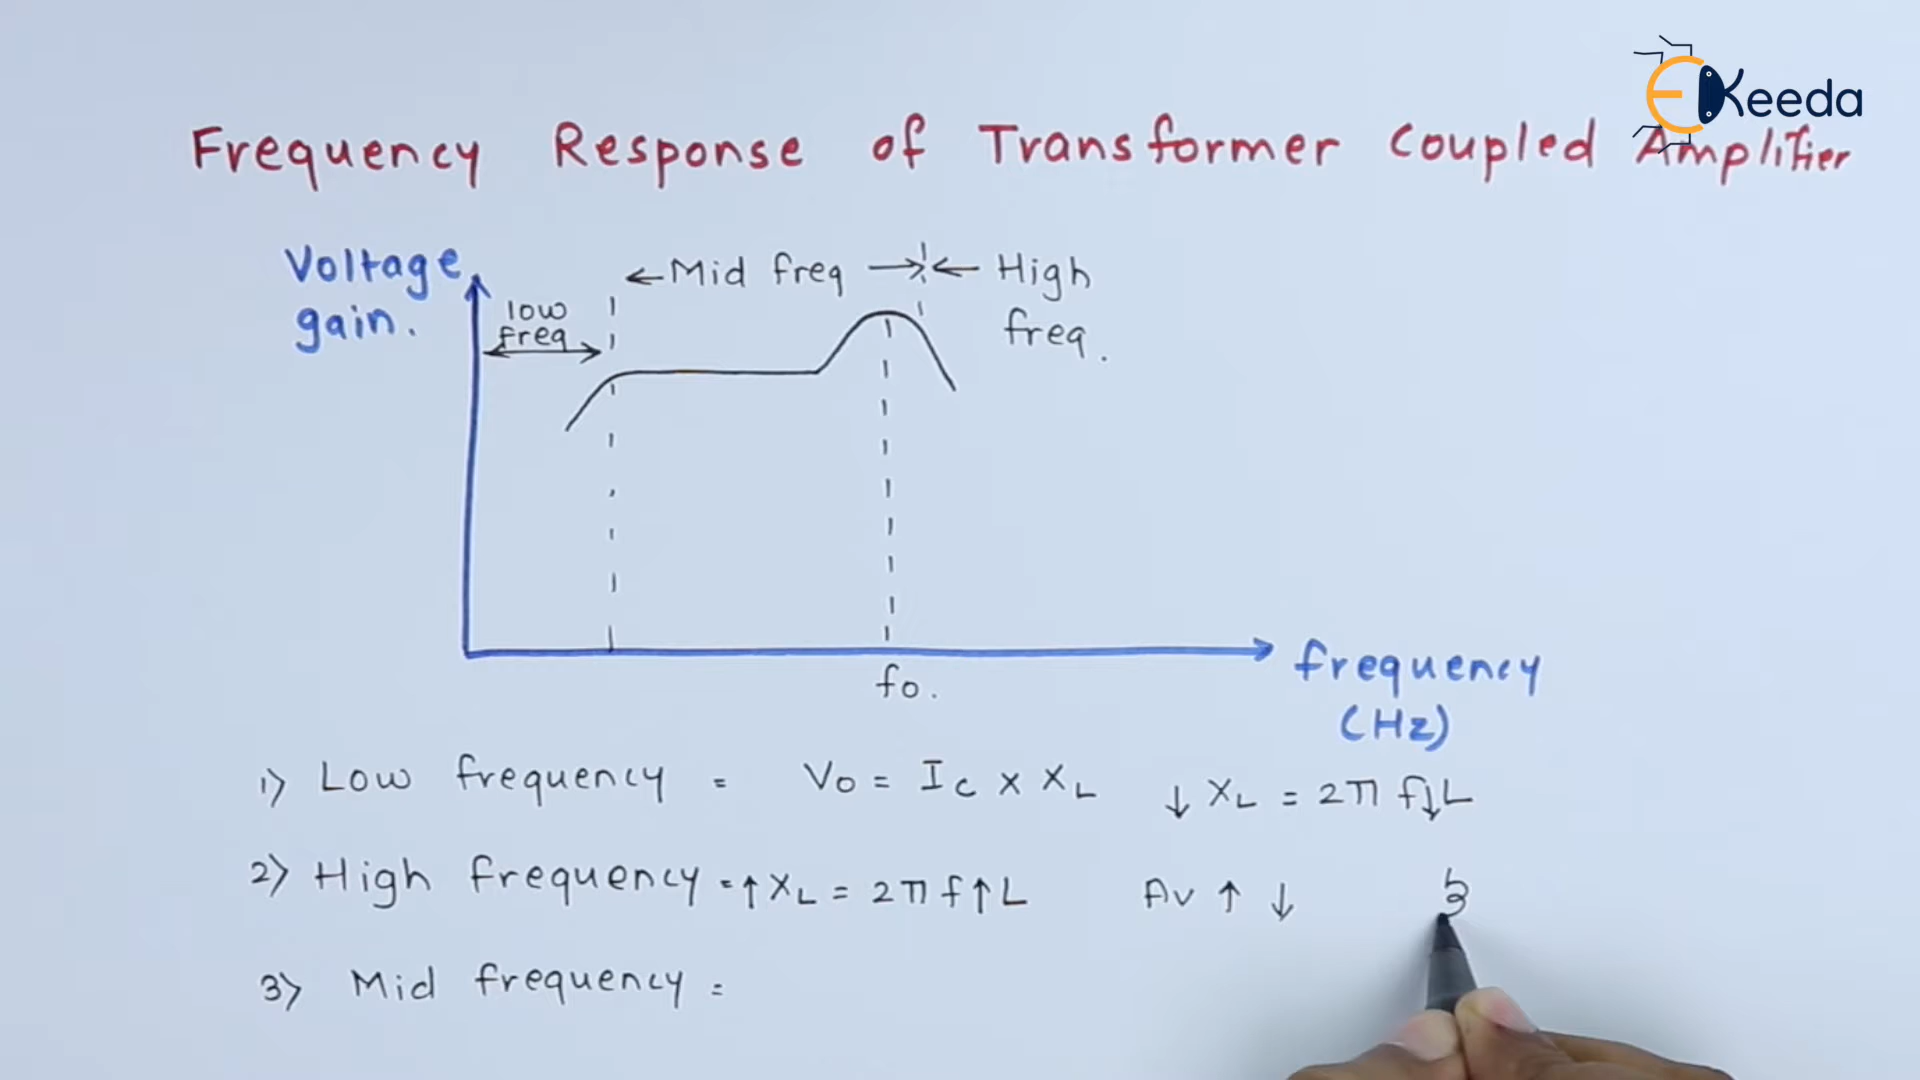 EKeeda
Frequency Response of Transformer Coupled Amplifier
Voltage gain.
low freq
←Mid freq →
← High freq.
fo.
frequency (Hz)
1) Low frequency = Vo = Ic x XL ↓ XL = 2π f↓L
2) High frequency = ↑ XL = 2π f↑ L Av ↑ ↓
3) Mid frequency =